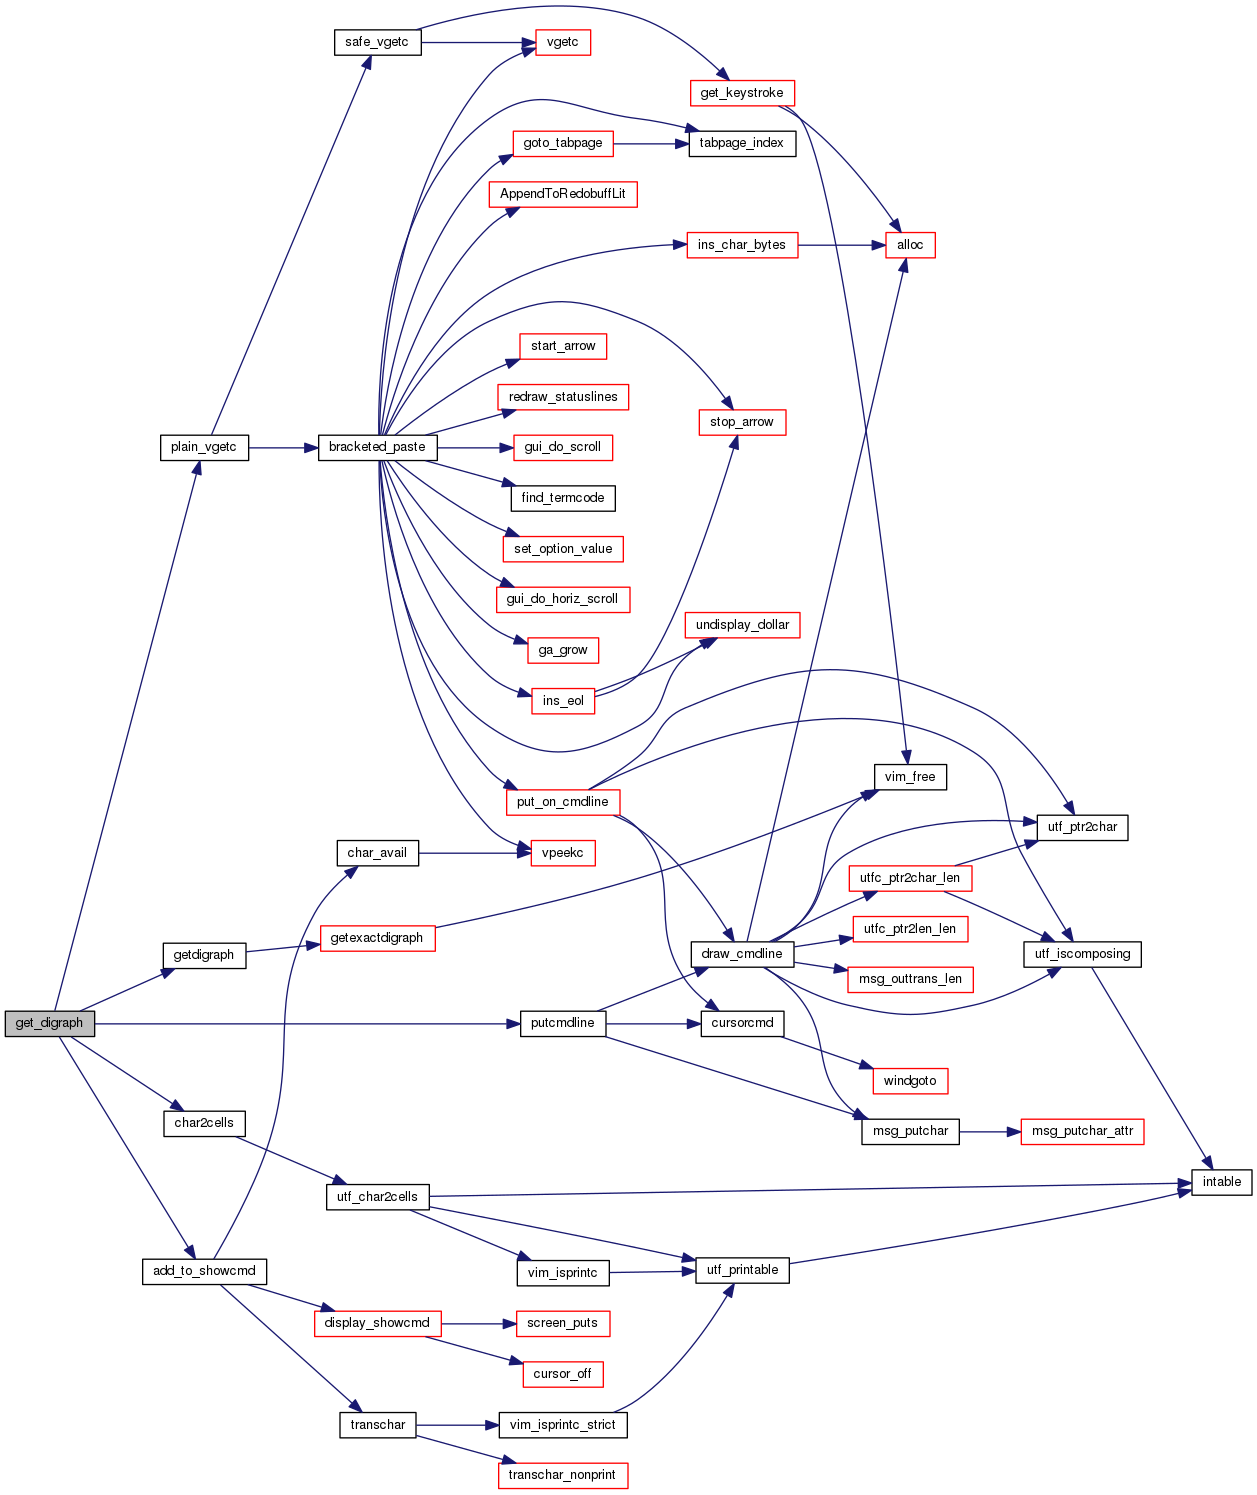 safe_vgetc
vgetc
get_keystroke
goto_tabpage
tabpage_index
AppendToRedobuffLit
ins_char_bytes
alloc
start_arrow
redraw_statuslines
stop_arrow
plain_vgetc
bracketed_paste
gui_do_scroll
find_termcode
set_option_value
gui_do_horiz_scroll
undisplay_dollar
ga_grow
ins_eol
vim_free
put_on_cmdline
utf_ptr2char
char_avail
vpeekc
utfc_ptr2char_len
getexactdigraph
utfc_ptr2len_len
getdigraph
draw_cmdline
utf_iscomposing
msg_outtrans_len
get_digraph
putcmdline
cursorcmd
windgoto
char2cells
msg_putchar
msg_putchar_attr
utf_char2cells
intable
add_to_showcmd
vim_isprintc
utf_printable
display_showcmd
screen_puts
cursor_off
transchar
vim_isprintc_strict
transchar_nonprint